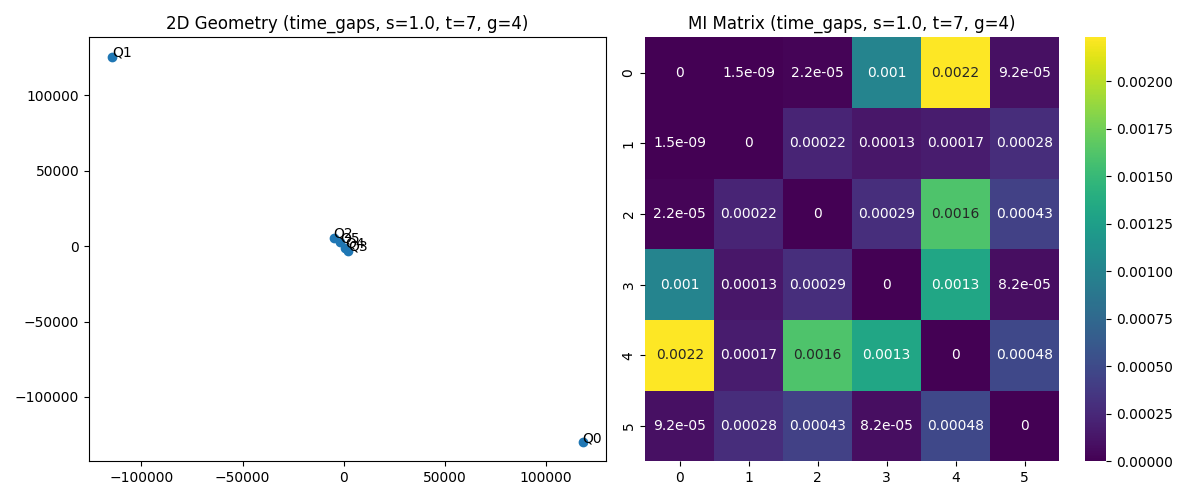 2D Geometry (time_gaps, s=1.0, t=7, g=4)
Q1
Q2
Q5
Q4
Q3
Q0
100000
50000
0
−50000
−100000
−100000 −50000 0 50000 100000
MI Matrix (time_gaps, s=1.0, t=7, g=4)
0 0 1.5e-09 2.2e-05 0.001 0.0022 9.2e-05
1 1.5e-09 0 0.00022 0.00013 0.00017 0.00028
2 2.2e-05 0.00022 0 0.00029 0.0016 0.00043
3 0.001 0.00013 0.00029 0 0.0013 8.2e-05
4 0.0022 0.00017 0.0016 0.0013 0 0.00048
5 9.2e-05 0.00028 0.00043 8.2e-05 0.00048 0
0 1 2 3 4 5
0.00200
0.00175
0.00150
0.00125
0.00100
0.00075
0.00050
0.00025
0.00000